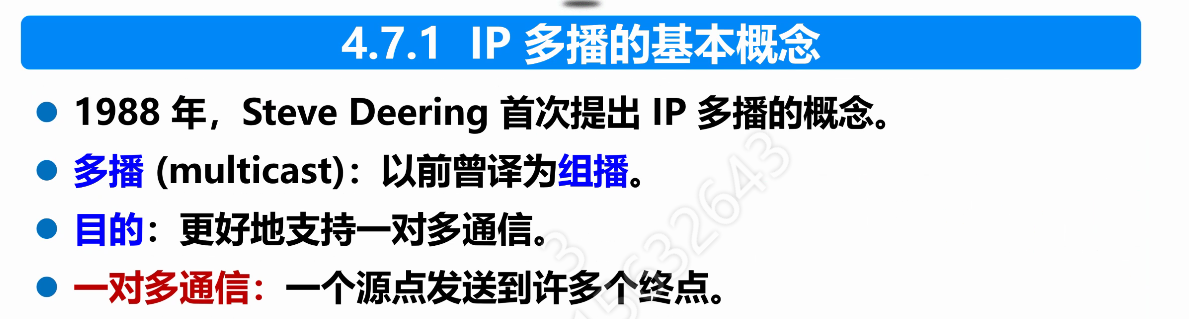 4.7.1 IP 多播的基本概念
1988 年，Steve Deering 首次提出 IP 多播的概念。
多播 (multicast)：以前曾译为组播。
目的：更好地支持一对多通信。
一对多通信：一个源点发送到许多个终点。